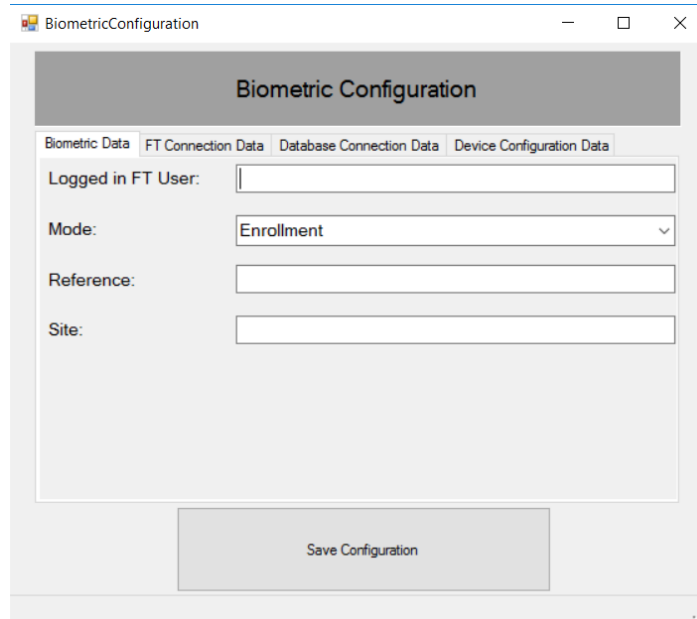 BiometricConfiguration
Biometric Configuration
Biometric Data FT Connection Data Database Connection Data Device Configuration Data
Logged in FT User:
Mode: Enrollment
Reference:
Site:
Save Configuration